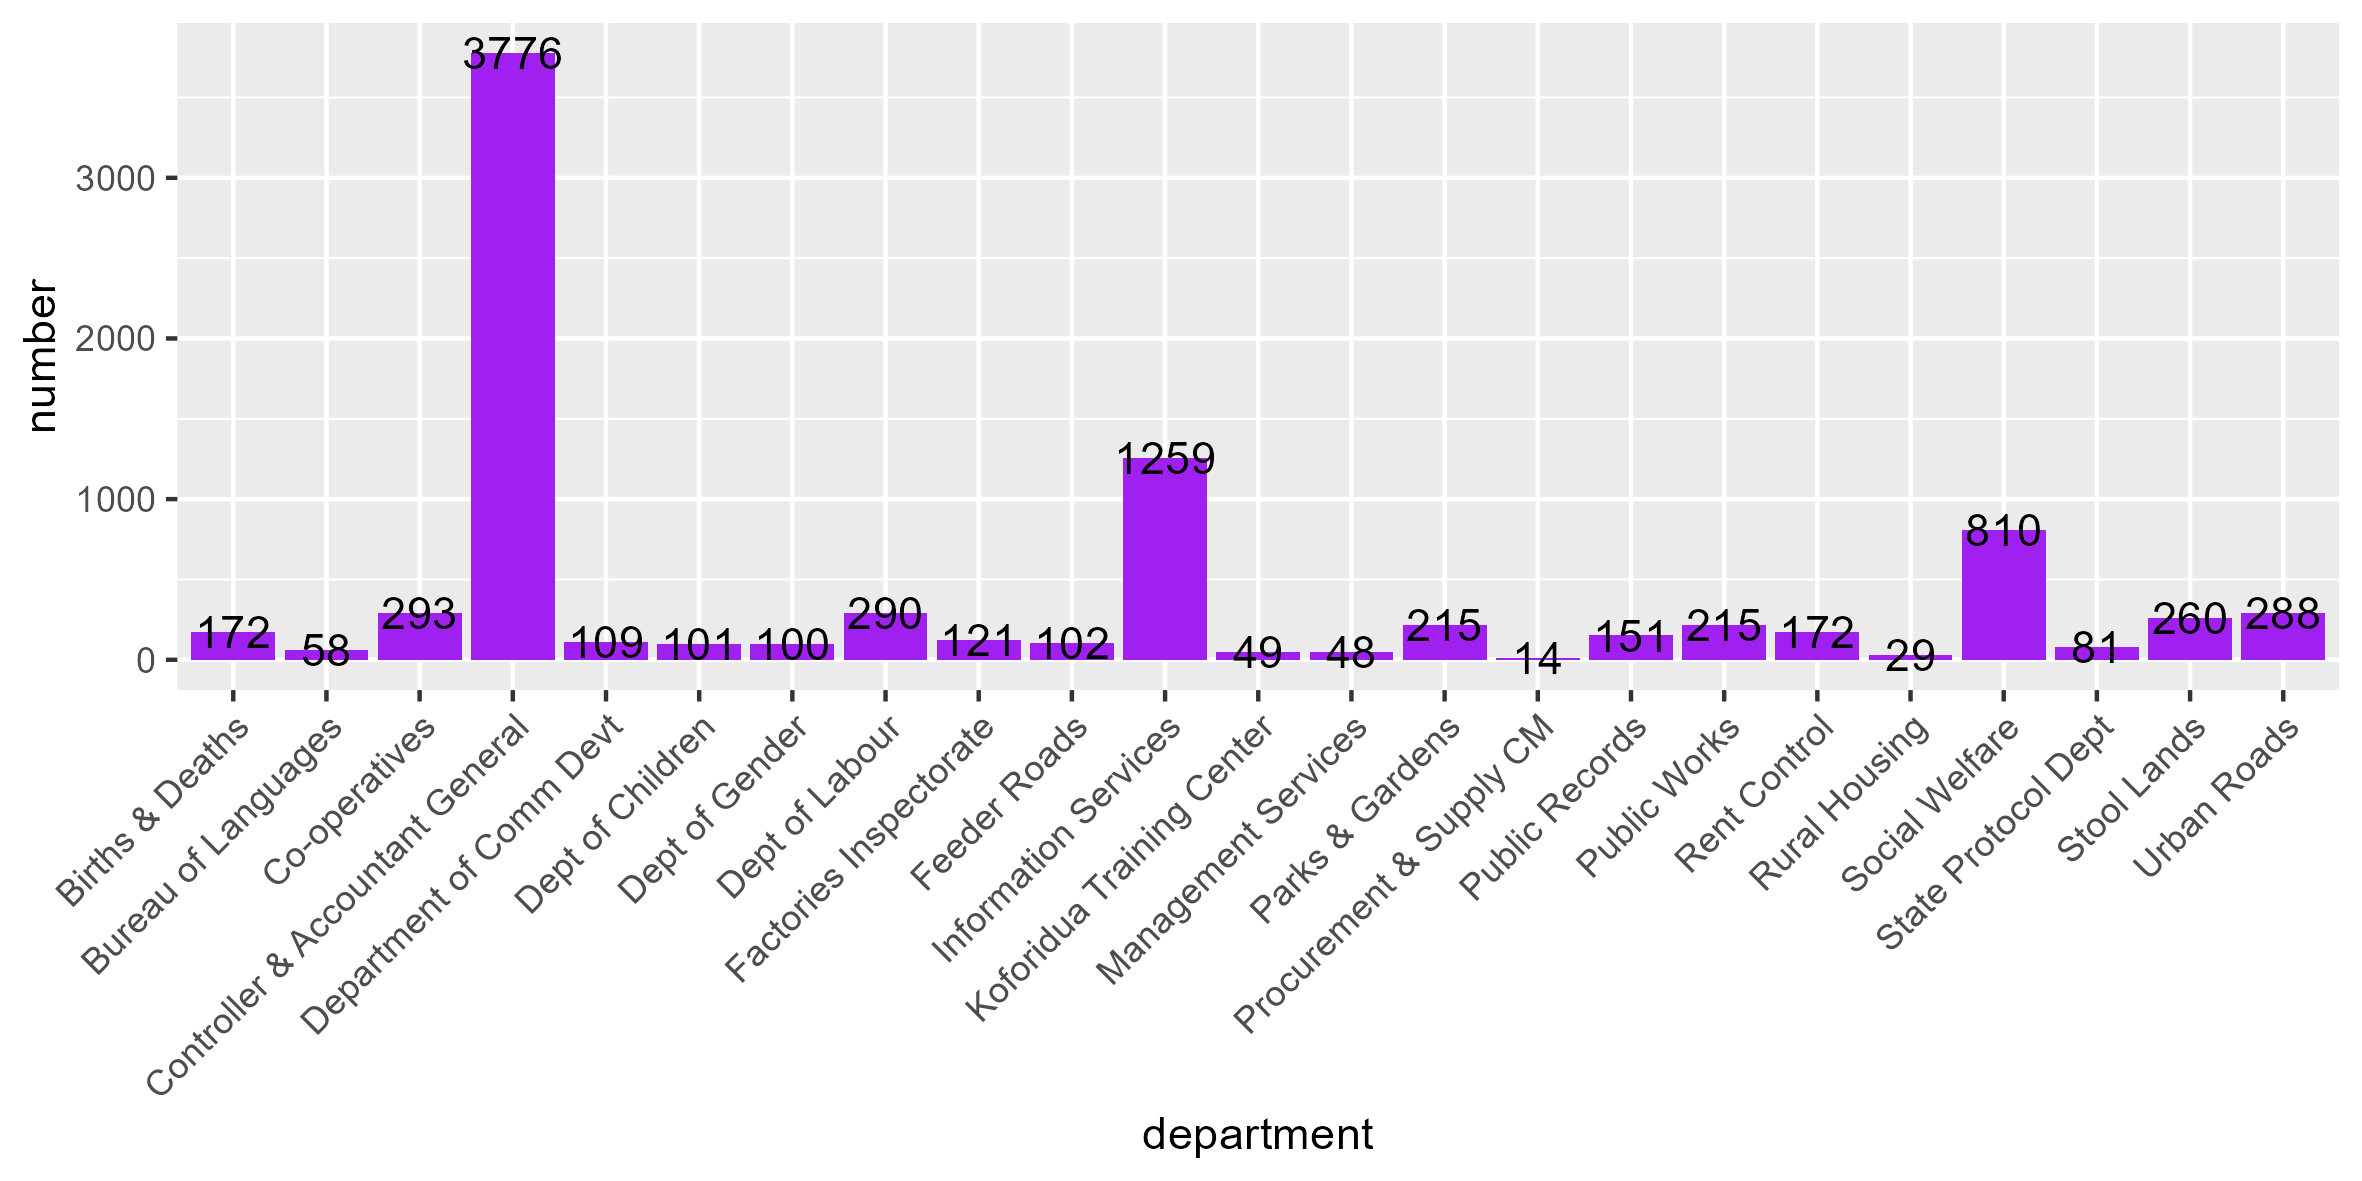 number
3000
2000
1000
0
3776
1259
810
172
58
293
109
101
100
290
121
102
49
48
215
14
151
215
172
29
81
260
288
Births & Deaths
Bureau of Languages
Co-operatives
Controller & Accountant General
Department of Comm Devt
Dept of Children
Dept of Gender
Dept of Labour
Factories Inspectorate
Feeder Roads
Information Services
Koforidua Training Center
Management Services
Parks & Gardens
Procurement & Supply CM
Public Records
Public Works
Rent Control
Rural Housing
Social Welfare
State Protocol Dept
Stool Lands
Urban Roads
department